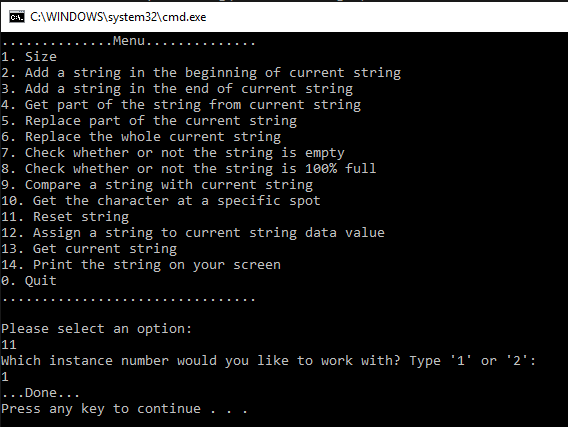 C:\WINDOWS\system32\cmd.exe
..............Menu..............
1. Size
2. Add a string in the beginning of current string
3. Add a string in the end of current string
4. Get part of the string from current string
5. Replace part of the current string
6. Replace the whole current string
7. Check whether or not the string is empty
8. Check whether or not the string is 100% full
9. Compare a string with current string
10. Get the character at a specific spot
11. Reset string
12. Assign a string to current string data value
13. Get current string
14. Print the string on your screen
0. Quit
................................
Please select an option:
11
Which instance number would you like to work with? Type '1' or '2':
1
...Done...
Press any key to continue . . .